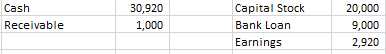 Cash 30,920 Capital Stock 20,000
Receivable 1,000 Bank Loan 9,000
Earnings 2,920